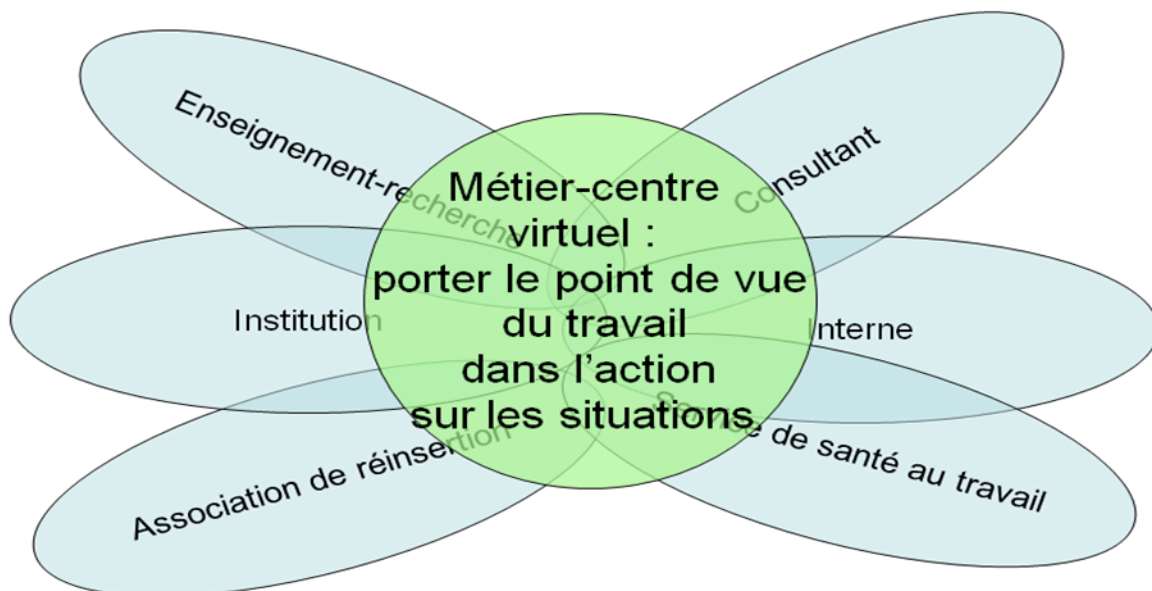 Enseignement-recherche
Consultant
Métier-centre
virtuel :
porter le point de vue
du travail
dans l'action
sur les situations
Institution
Interne
Association de réinsertion
Service de santé au travail